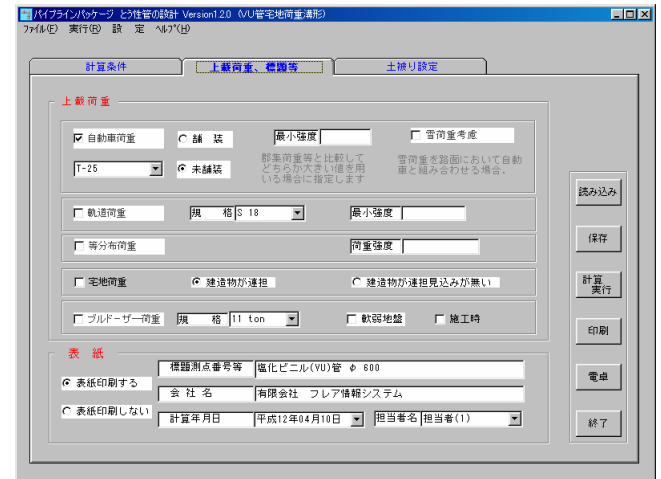 パイプラインパッケージ とう性管の設計 Version1.2.0 (VU管宅地荷重溝形)
ファイル(F) 実行(R) 設 定 ヘルプ(H)
計算条件 上載荷重、標題等 土被り設定
上載荷重
自動車荷重 舗 装 最小強度 雪荷重考慮
T-25 未舗装
郡集荷重等と比較して
どちらか大きい値を用
いる場合に指定します
雪荷重を路面において自動
車と組み合わせる場合.
軌道荷重 規 格 S 18 最小強度
等分布荷重 荷重強度
宅地荷重 建造物が連担 建造物が連担見込みが無い
ブルドーザー荷重 規 格 11 ton 軟弱地盤 施工時
表 紙
標題測点番号等 塩化ビニル(VU)管 φ 600
表紙印刷する
会 社 名 有限会社 フレア情報システム
表紙印刷しない
計算年月日 平成12年04月10日 担当者名 担当者(1)
読み込み
保存
計算
実行
印刷
電卓
終了